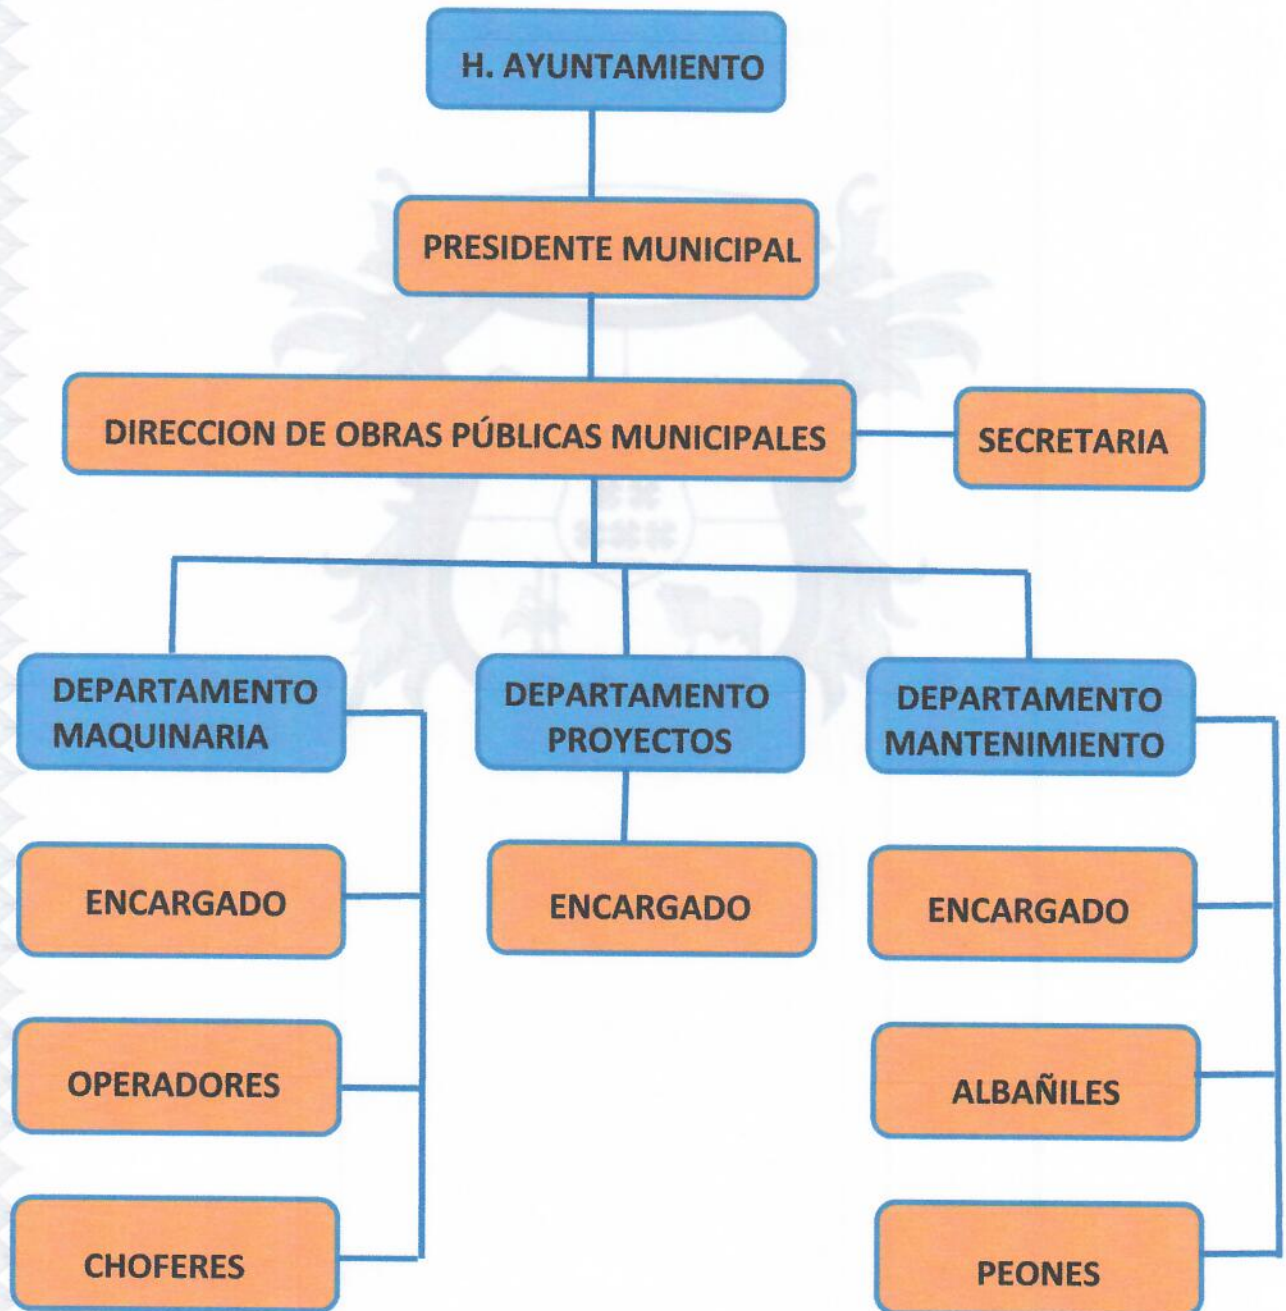 H. AYUNTAMIENTO
PRESIDENTE MUNICIPAL
DIRECCION DE OBRAS PÚBLICAS MUNICIPALES
SECRETARIA
DEPARTAMENTO
MAQUINARIA
DEPARTAMENTO
PROYECTOS
DEPARTAMENTO
MANTENIMIENTO
ENCARGADO
ENCARGADO
ENCARGADO
OPERADORES
ALBAÑILES
CHOFERES
PEONES